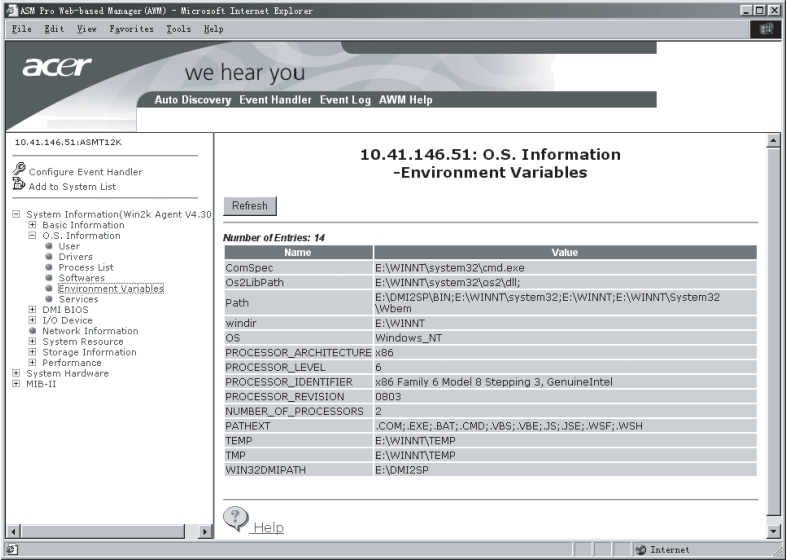 ASM Pro Web-based Manager(AWM) - Microsoft Internet Explorer
File Edit View Favorites Tools Help
acer
we hear you
Auto Discovery Event Handler Event Log AWM Help
10.41.146.51:ASMT12K
Configure Event Handler
Add to System List
System Information(Win2k Agent V4.30
Basic Information
O.S. Information
User
Drivers
Process List
Softwares
Environment Variables
Services
DMI BIOS
I/O Device
Network Information
System Resource
Storage Information
Performance
System Hardware
MIB-II
10.41.146.51: O.S. Information
-Environment Variables
Refresh
Number of Entries: 14
Name Value
ComSpec E:\WINNT\system32\cmd.exe
Os2LibPath E:\WINNT\system32\os2\dll;
Path E:\DMI2SP\BIN;E:\WINNT\system32;E:\WINNT;E:\WINNT\System32
\Wbem
windir E:\WINNT
OS Windows_NT
PROCESSOR_ARCHITECTURE x86
PROCESSOR_LEVEL 6
PROCESSOR_IDENTIFIER x86 Family 6 Model 8 Stepping 3, GenuineIntel
PROCESSOR_REVISION 0803
NUMBER_OF_PROCESSORS 2
PATHEXT .COM;.EXE;.BAT;.CMD;.VBS;.VBE;.JS;.JSE;.WSF;.WSH
TEMP E:\WINNT\TEMP
TMP E:\WINNT\TEMP
WIN32DMIPATH E:\DMI2SP
Help
Internet